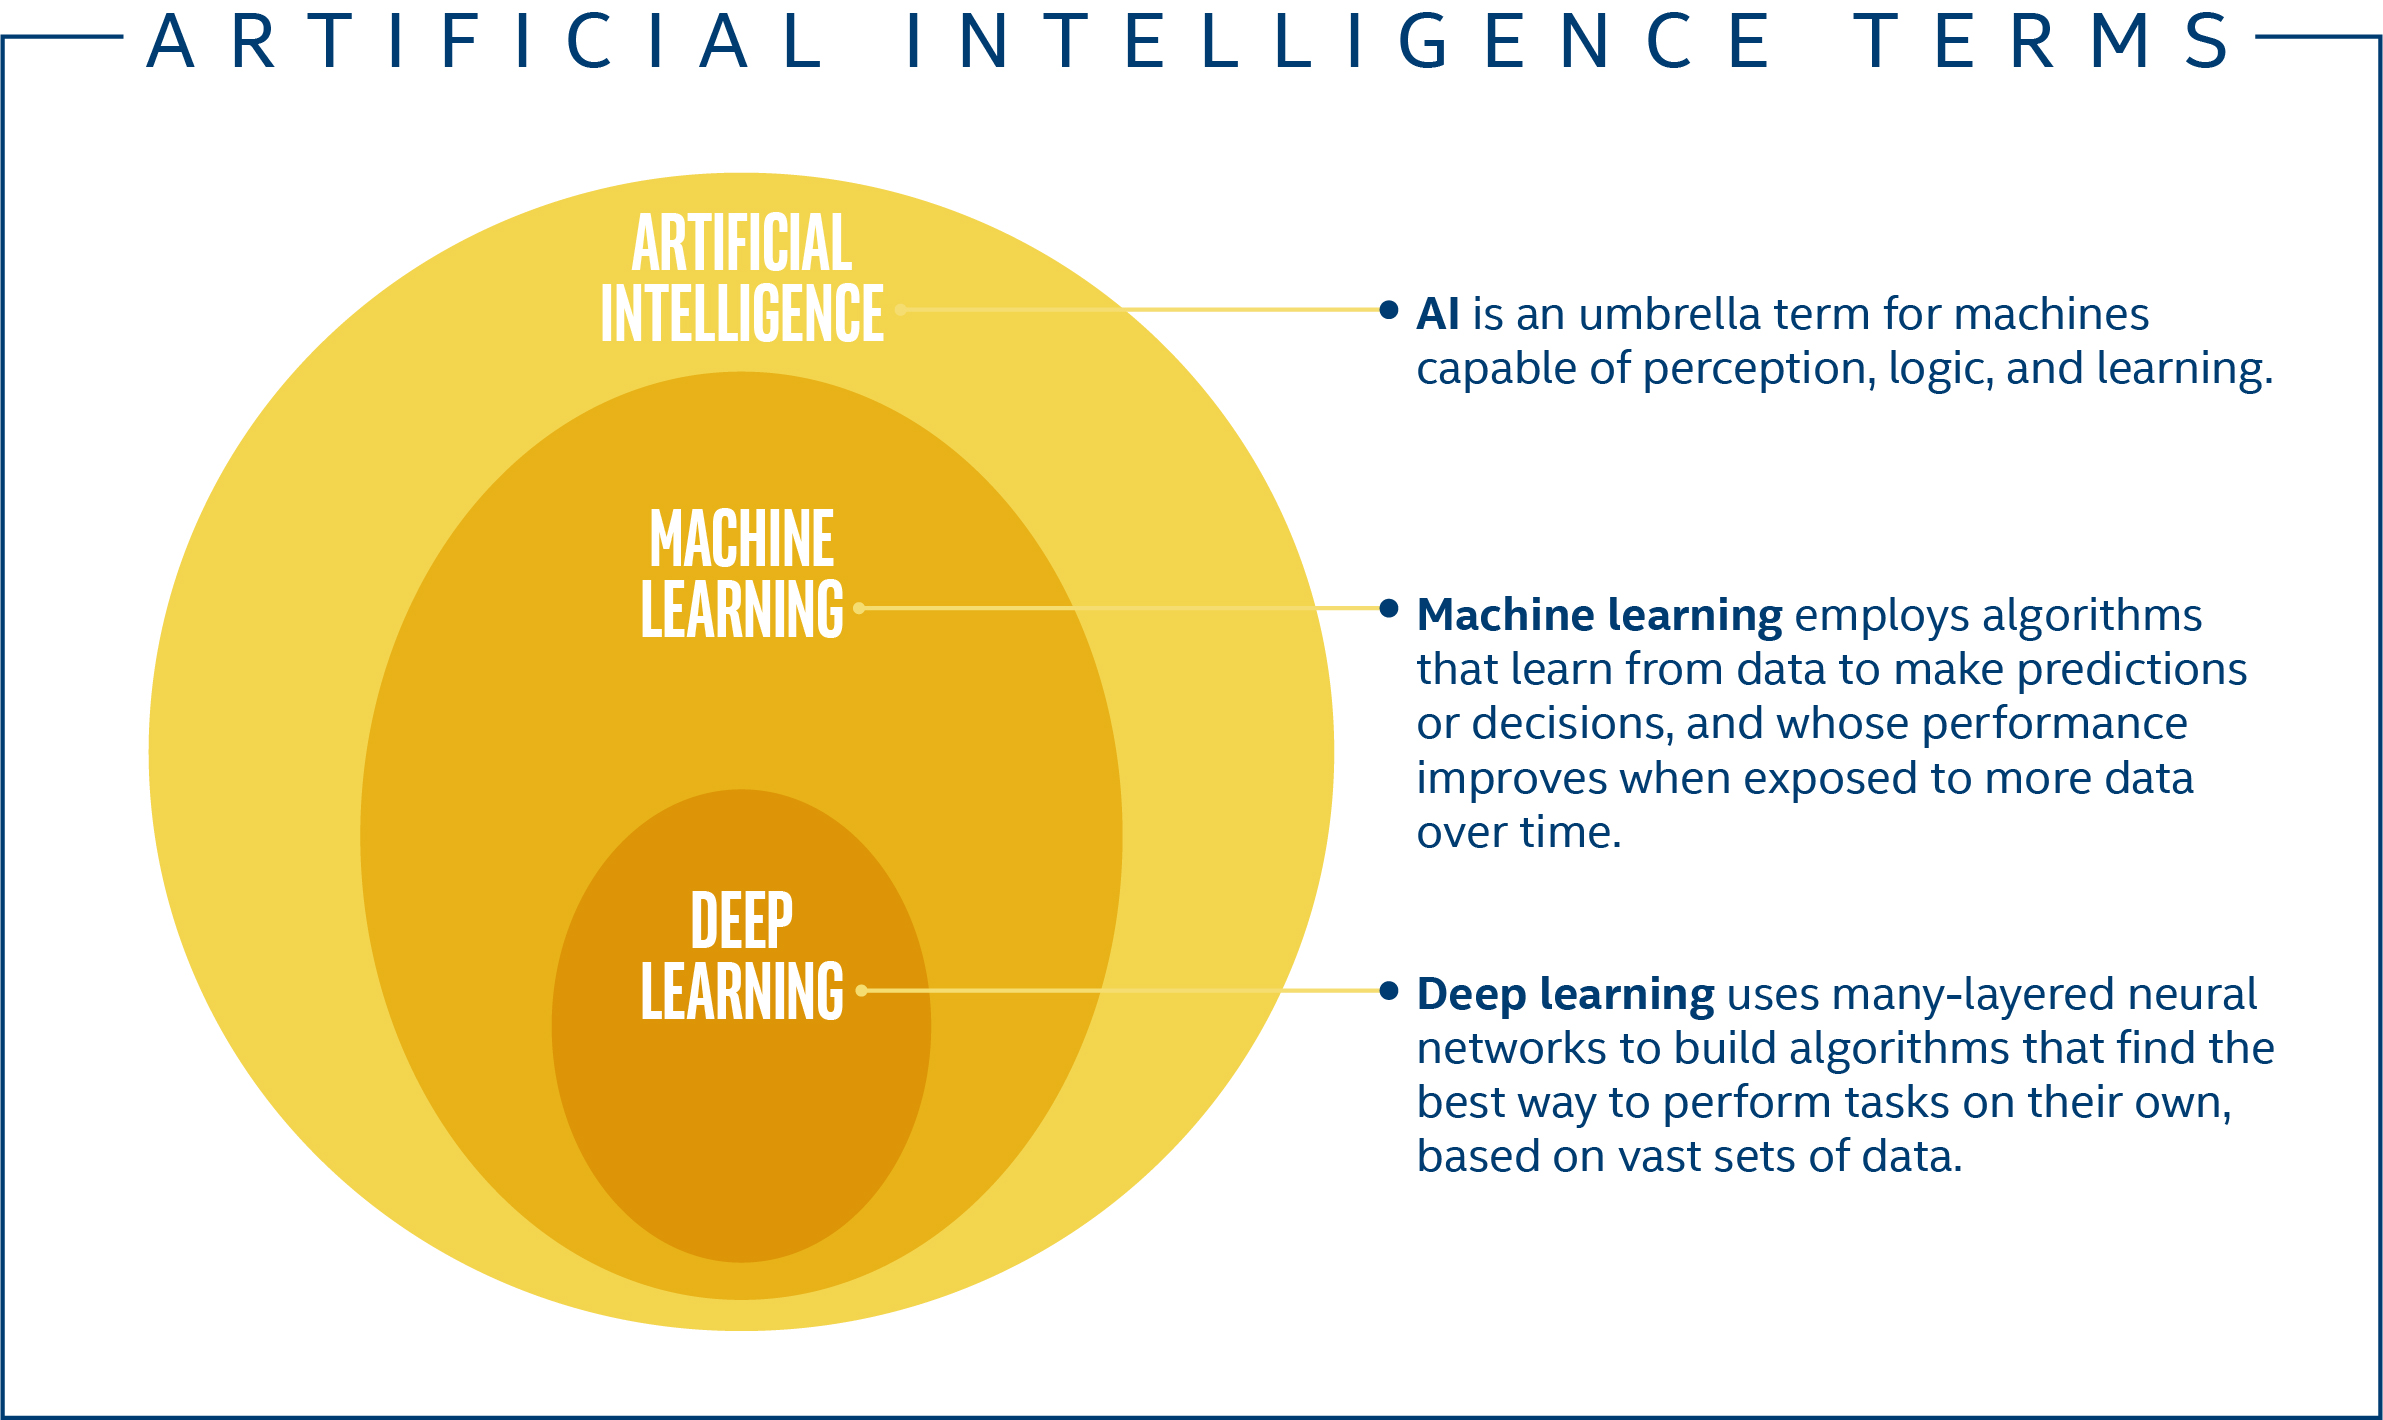 ARTIFICIAL INTELLIGENCE TERMS
ARTIFICIAL
INTELLIGENCE
AI is an umbrella term for machines
capable of perception, logic, and learning.
MACHINE
LEARNING
Machine learning employs algorithms
that learn from data to make predictions
or decisions, and whose performance
improves when exposed to more data
over time.
DEEP
LEARNING
Deep learning uses many-layered neural
networks to build algorithms that find the
best way to perform tasks on their own,
based on vast sets of data.